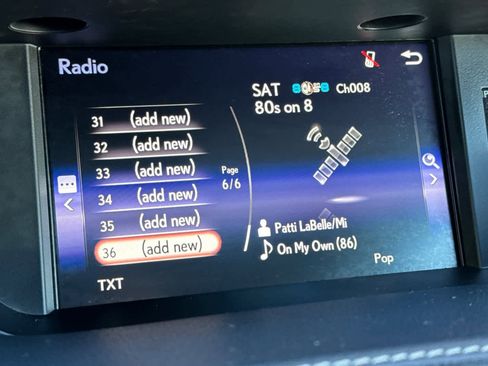 Radio
SAT
Ch008
80s on 8
31 (add new)
32 (add new)
33 (add new)
34 (add new)
35 (add new)
36 (add new)
Page
6/6
Patti LaBelle/Mi
On My Own (86)
Pop
TXT